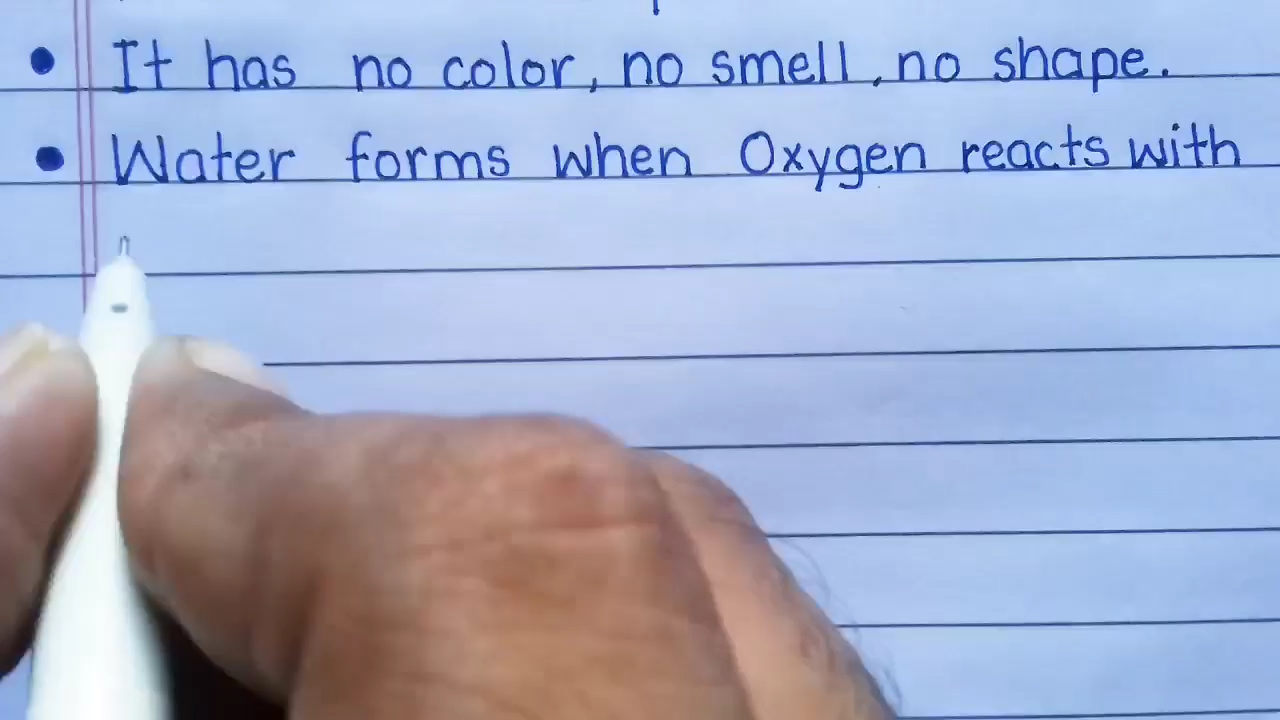 • It has no color, no smell, no shape.
• Water forms when Oxygen reacts with